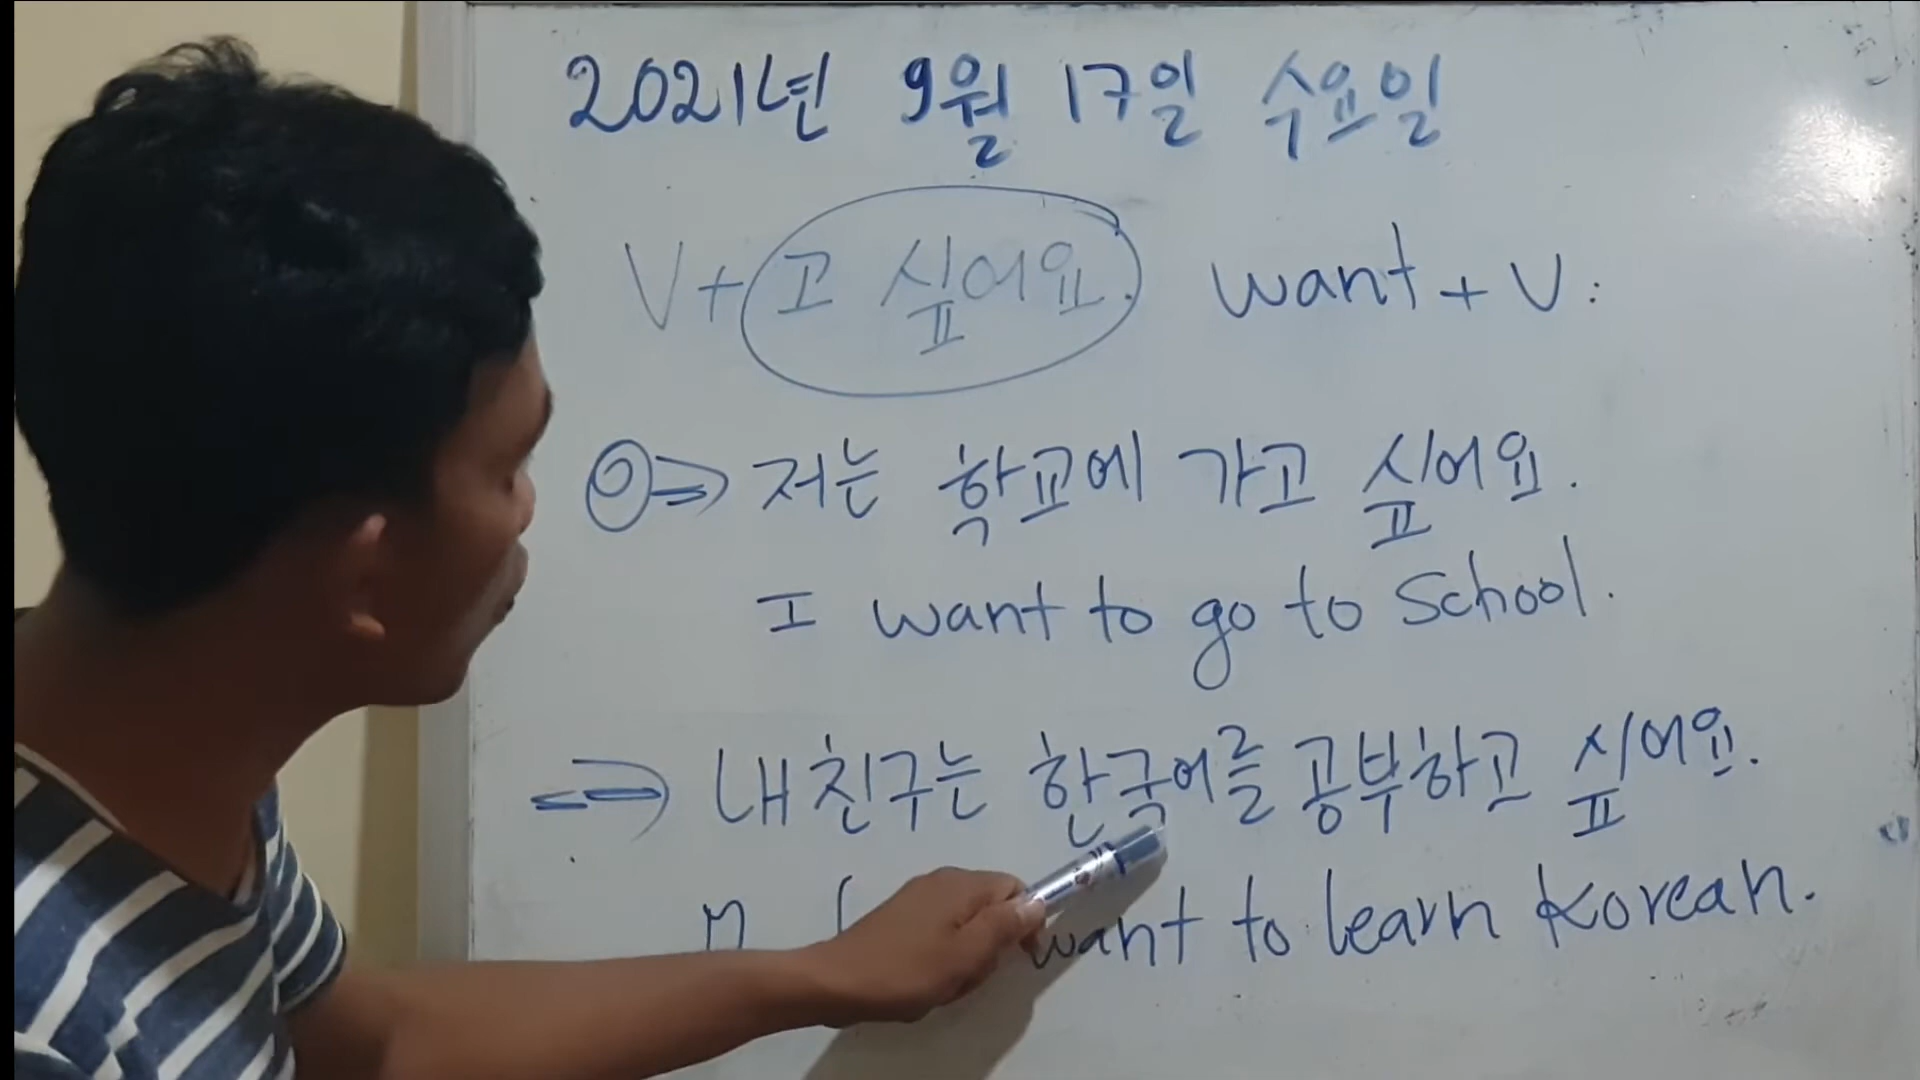 2021년 9월 17일 수요일
V+고 싶어요. want + V.
저는 학교에 가고 싶어요.
I want to go to School.
내 친구는 한국어를 공부하고 싶어요.
want to learn Korean.